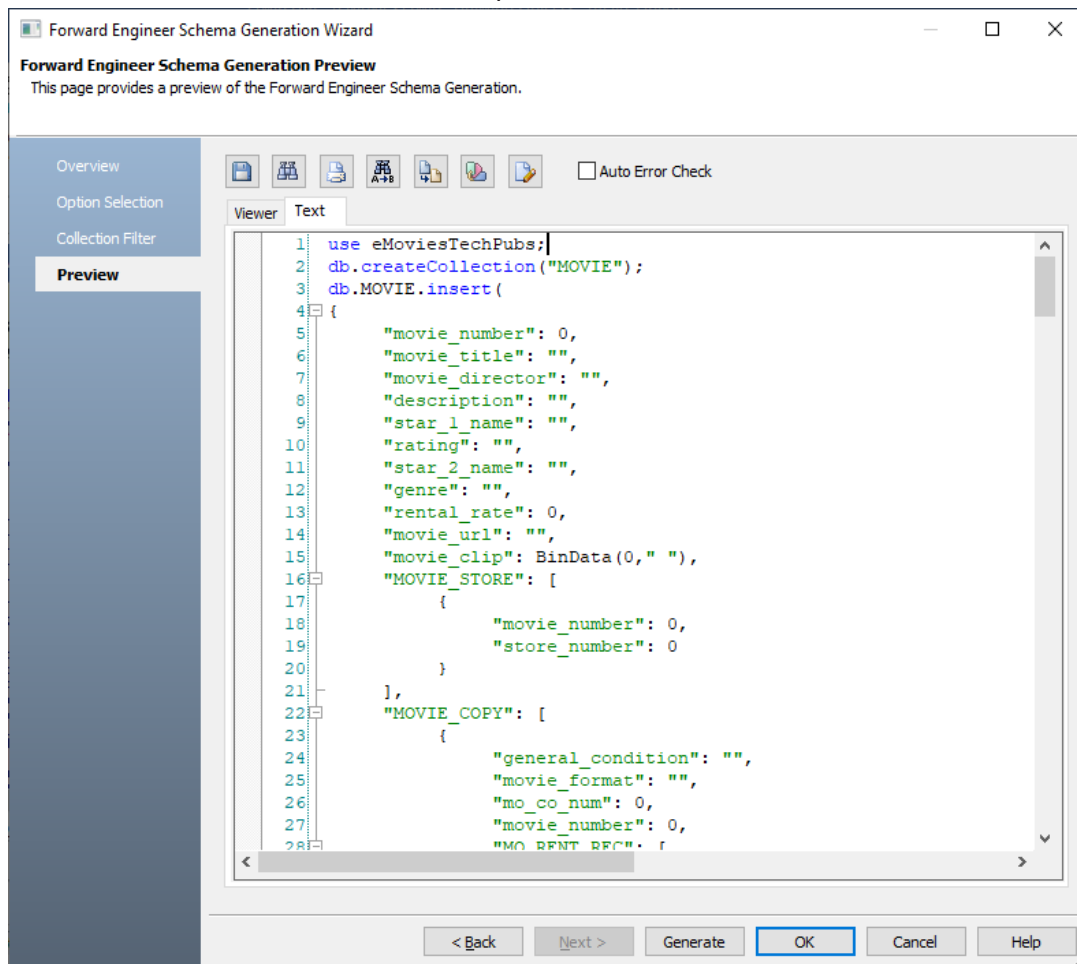 Forward Engineer Schema Generation Wizard
Forward Engineer Schema Generation Preview
This page provides a preview of the Forward Engineer Schema Generation.
Overview
Option Selection
Collection Filter
Preview
A→B
Auto Error Check
Viewer Text
1 use eMoviesTechPubs;
2 db.createCollection("MOVIE");
3 db.MOVIE.insert(
4 {
5 "movie_number": 0,
6 "movie_title": "",
7 "movie_director": "",
8 "description": "",
9 "star_1_name": "",
10 "rating": "",
11 "star_2_name": "",
12 "genre": "",
13 "rental_rate": 0,
14 "movie_url": "",
15 "movie_clip": BinData(0," "),
16 "MOVIE_STORE": [
17 {
18 "movie_number": 0,
19 "store_number": 0
20 }
21 ],
22 "MOVIE_COPY": [
23 {
24 "general_condition": "",
25 "movie_format": "",
26 "mo_co_num": 0,
27 "movie_number": 0,
28 "MO_RENT_REC": [
< Back Next > Generate OK Cancel Help